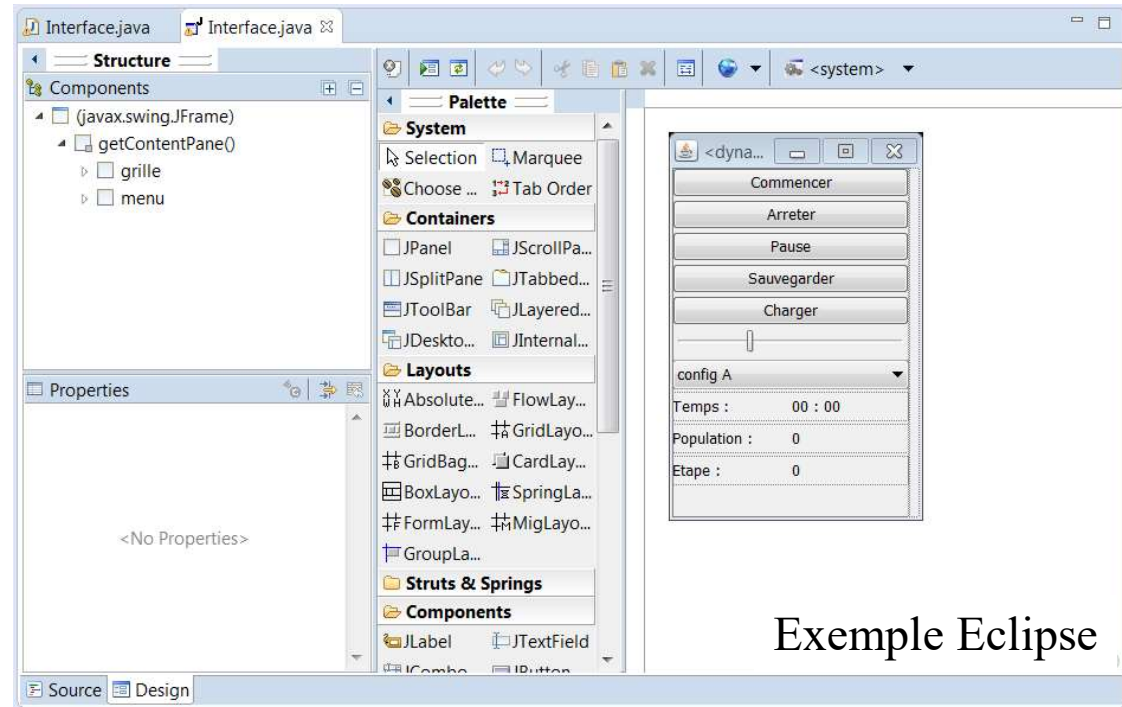 Interface.java
Interface.java
Structure
Components
(javax.swing.JFrame)
getContentPane()
grille
menu
Properties
<No Properties>
<system>
Palette
System
Selection Marquee
Choose ... Tab Order
Containers
JPanel JScrollPa...
JSplitPane JTabbed...
JToolBar JLayered...
JDeskto... JInternal...
Layouts
Absolute... FlowLay...
BorderL... GridLayo...
GridBag... CardLay...
BoxLayo... SpringLa...
FormLay... MigLayo...
GroupLa...
Struts & Springs
Components
JLabel JTextField
JCombo JButton
<dyna...
Commencer
Arreter
Pause
Sauvegarder
Charger
config A
Temps : 00 : 00
Population : 0
Etape : 0
Exemple Eclipse
Source Design